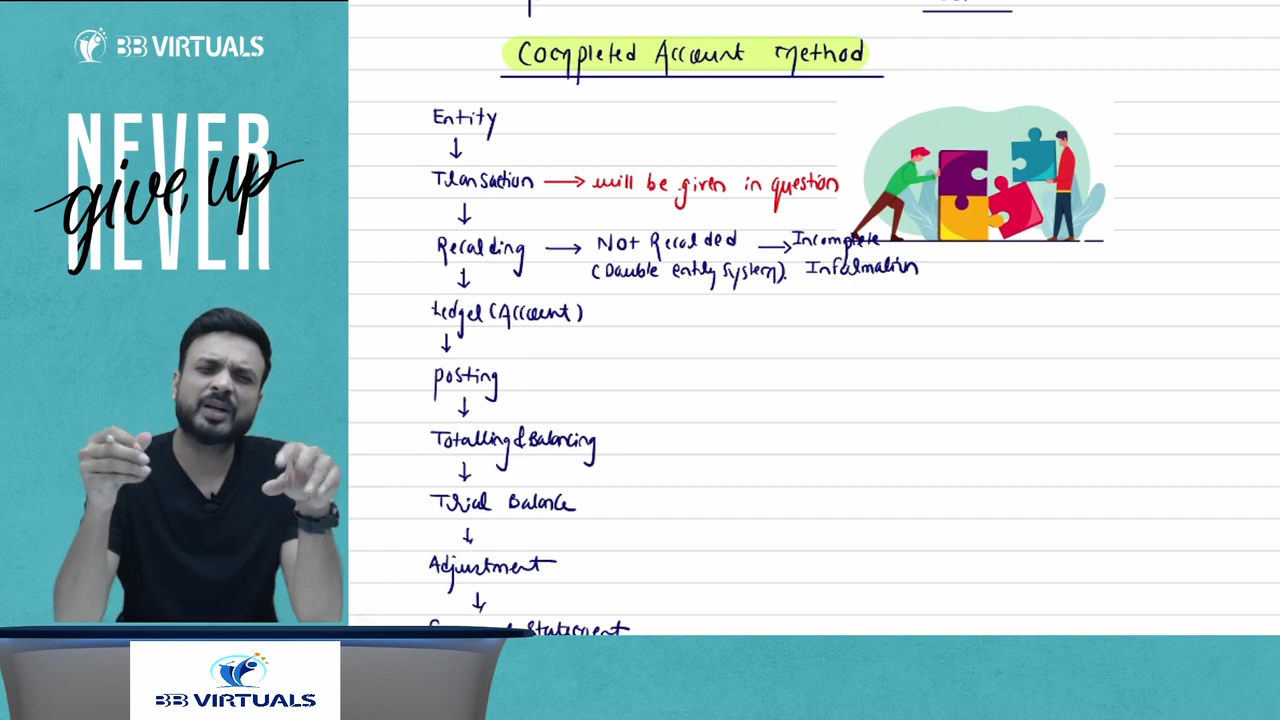 BB VIRTUALS
NEVER
give up
NEVER
Completed Account method
Entity
↓
Transaction → will be given in question
↓
Recording → Not Recorded → Incomplete
(Double entry system). Information
↓
Ledger (Account)
↓
posting
↓
Totalling & Balancing
↓
Trial Balance
↓
Adjustment
↓
Statement
BB VIRTUALS